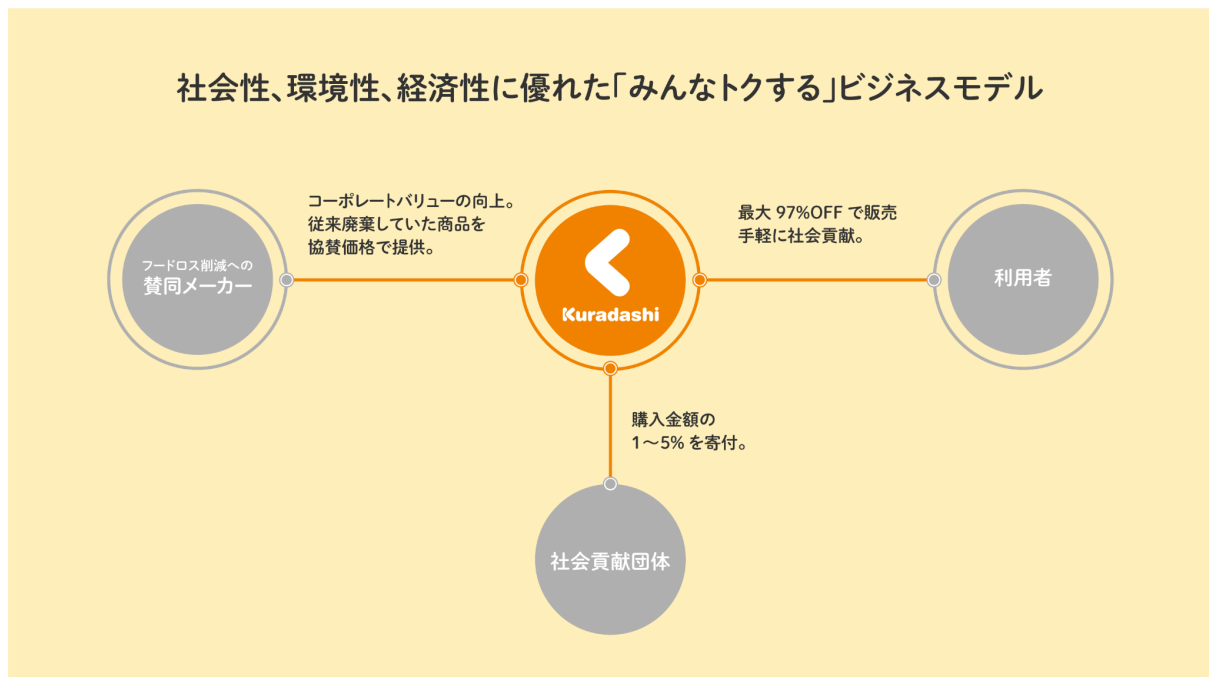 社会性、環境性、経済性に優れた「みんなトクする」ビジネスモデル
フードロス削減への
賛同メーカー
コーポレートバリューの向上。
従来廃棄していた商品を
協賛価格で提供。
Kuradashi
最大 97%OFF で販売
手軽に社会貢献。
利用者
購入金額の
1〜5% を寄付。
社会貢献団体